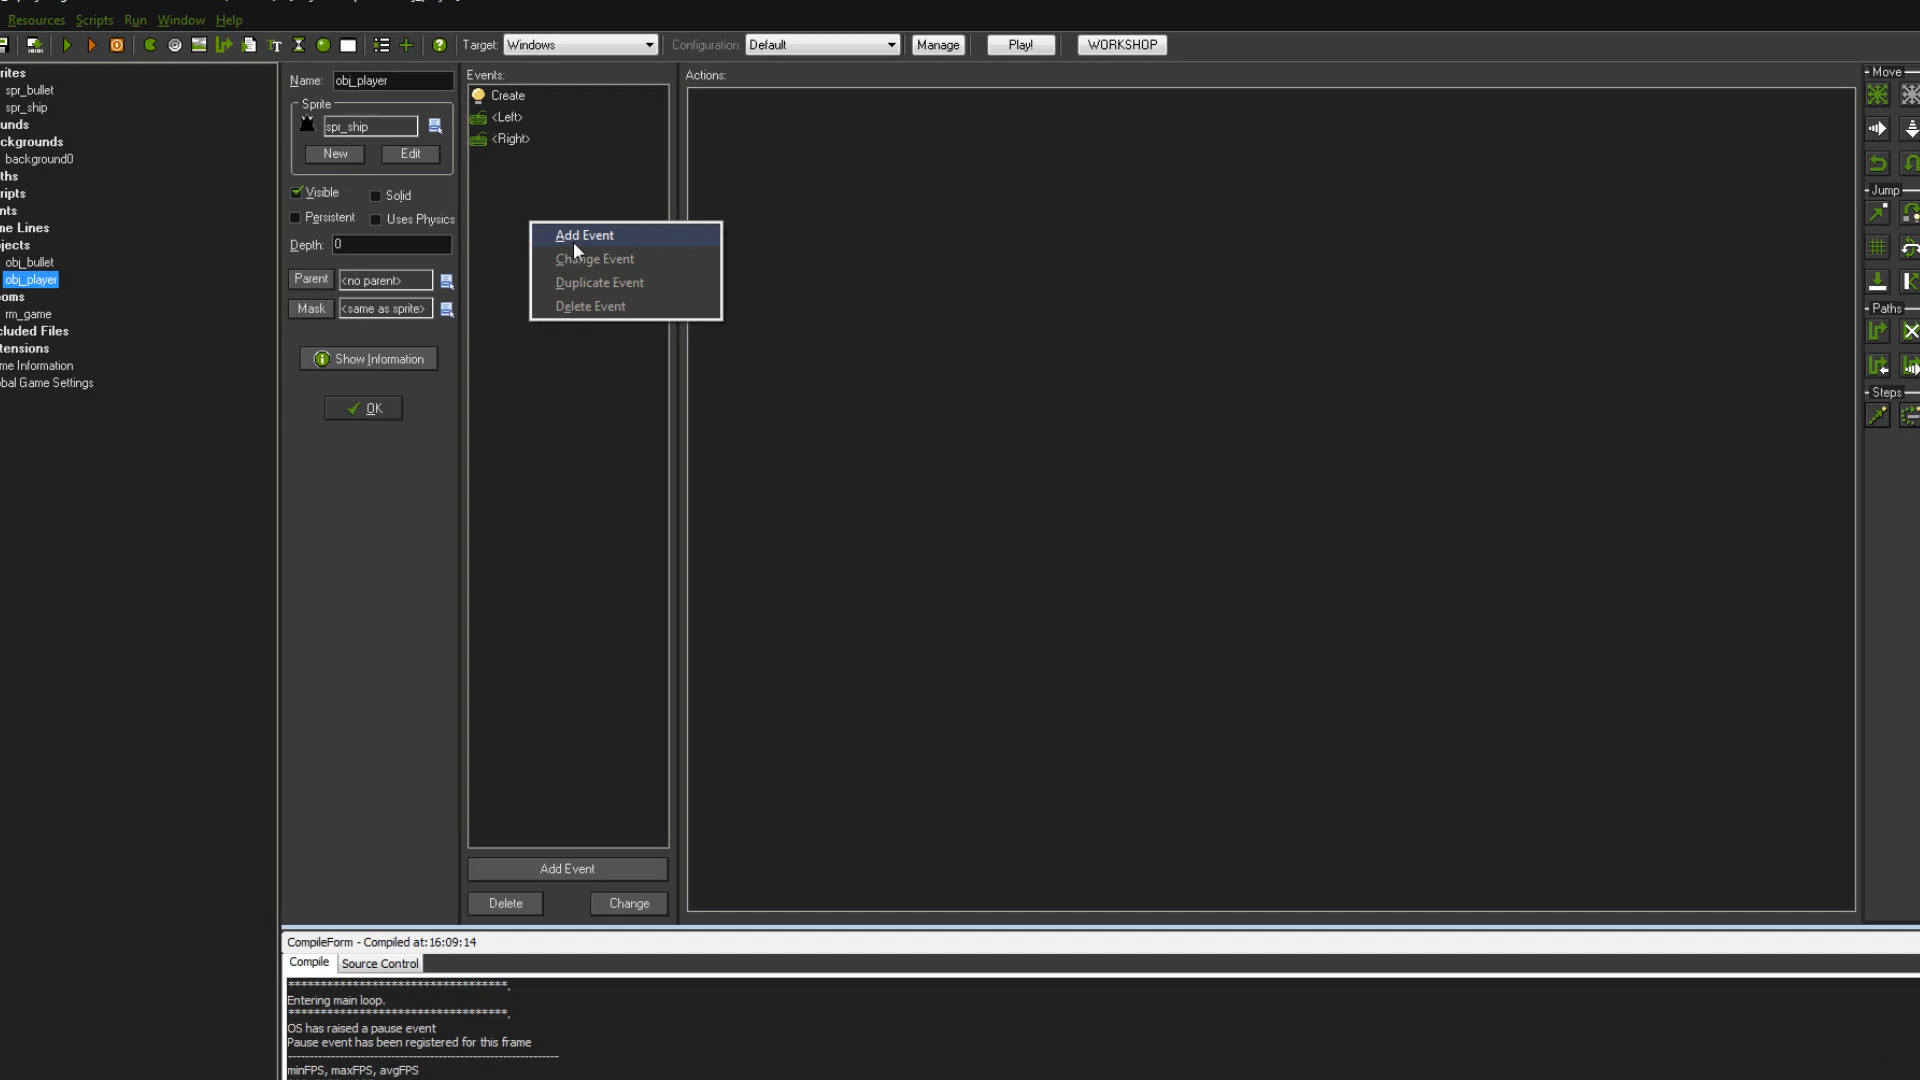 Resources Scripts Run Window Help
Target: Windows Configuration: Default Manage Play! WORKSHOP
rites
spr_bullet
spr_ship
unds
ckgrounds
background0
ths
ripts
nts
me Lines
jects
obj_bullet
obj_player
oms
rm_game
cluded Files
tensions
me Information
bal Game Settings
Name: obj_player
Sprite
spr_ship
New Edit
Visible Solid
Persistent Uses Physics
Depth: 0
Parent <no parent>
Mask <same as sprite>
Show Information
OK
Events:
Create
<Left>
<Right>
Add Event
Change Event
Duplicate Event
Delete Event
Add Event
Delete Change
Actions:
Move
Jump
Paths
Steps
CompileForm - Compiled at:16:09:14
Compile Source Control
Entering main loop.
OS has raised a pause event
Pause event has been registered for this frame
minFPS, maxFPS, avgFPS